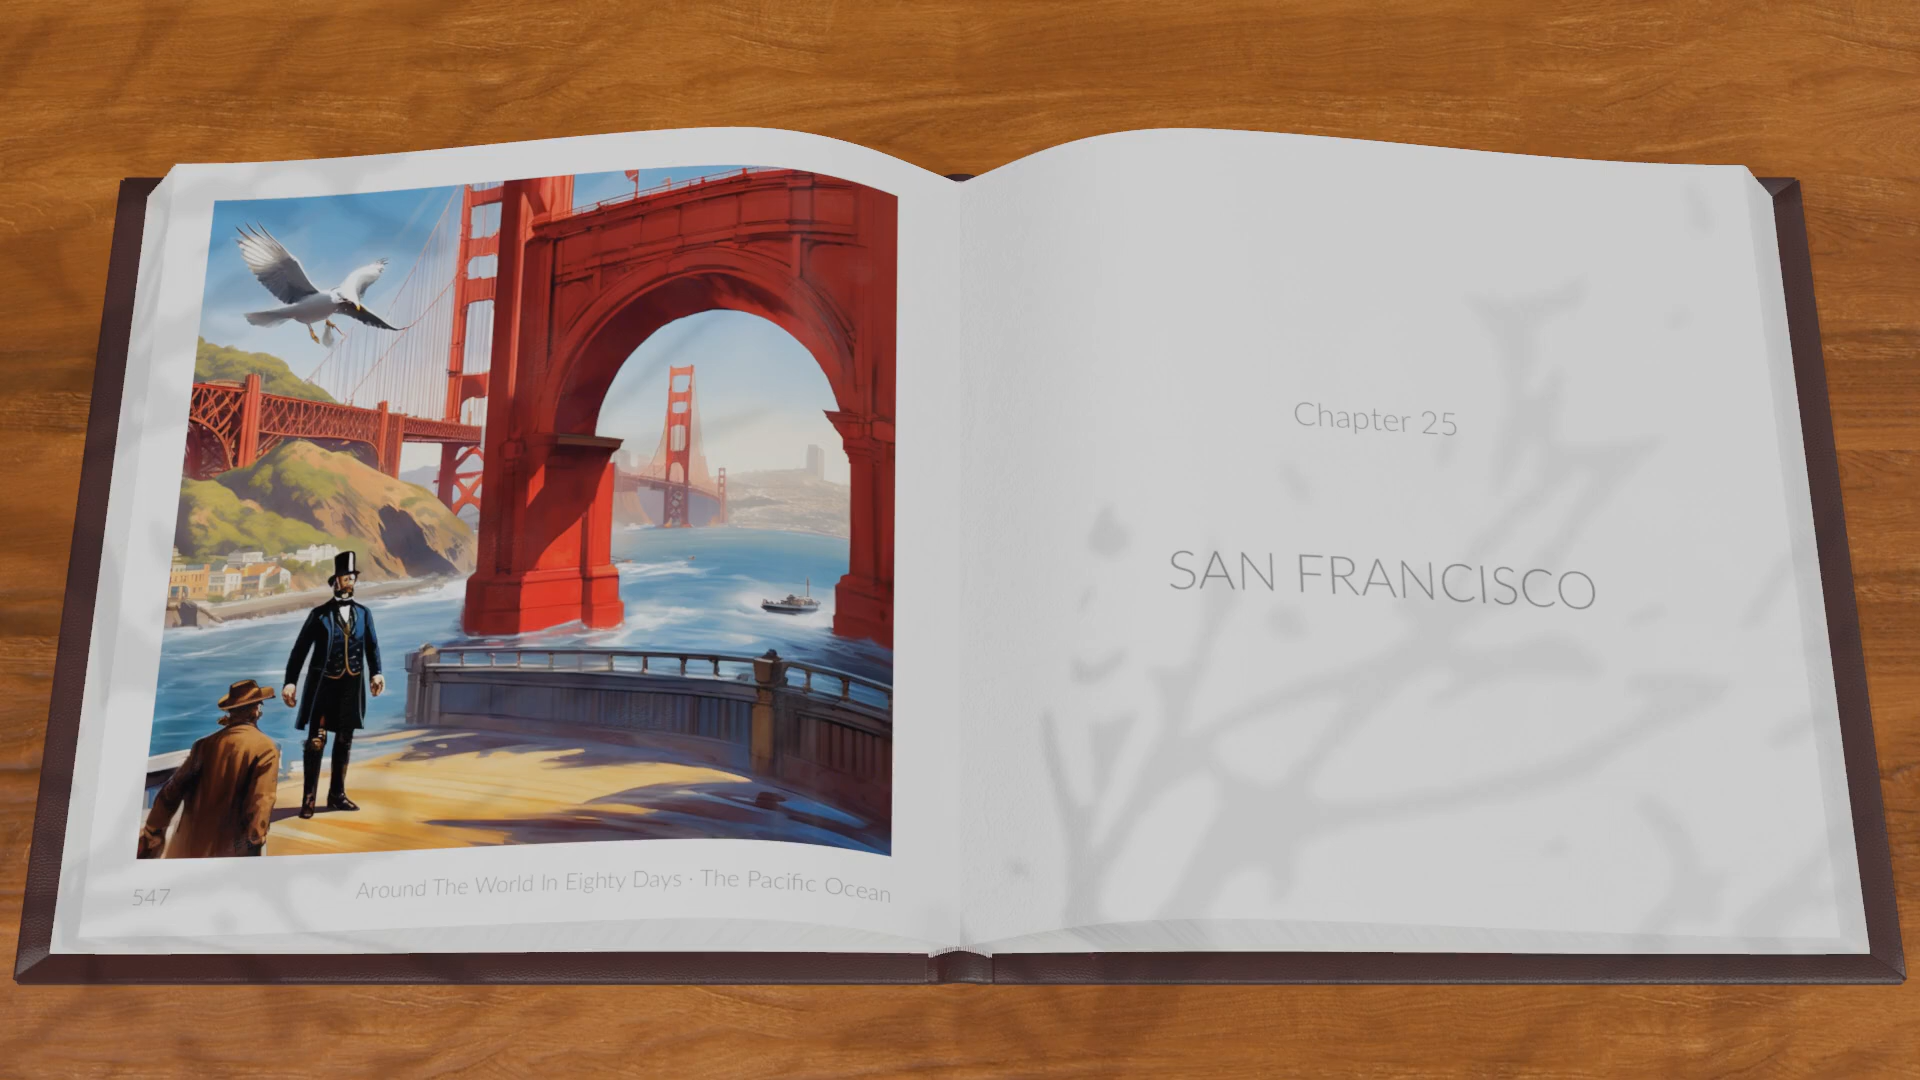 547
Around The World In Eighty Days · The Pacific Ocean
Chapter 25
SAN FRANCISCO